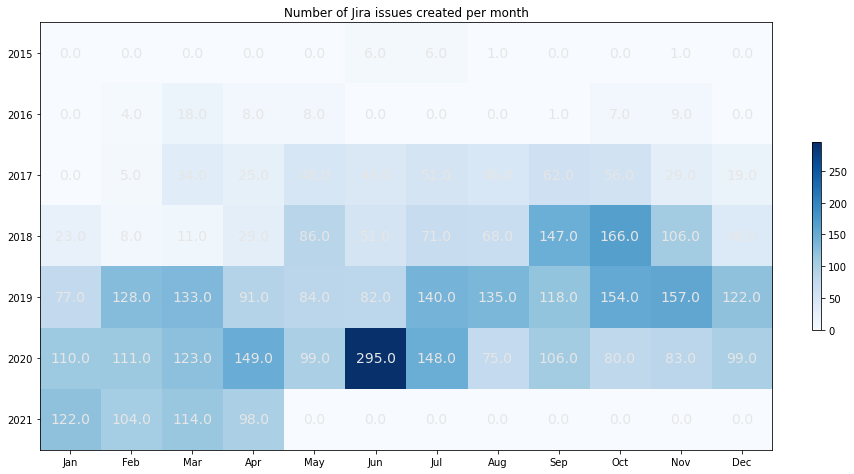 Number of Jira issues created per month
2015 0.0 0.0 0.0 0.0 0.0 6.0 6.0 1.0 0.0 0.0 1.0 0.0
2016 0.0 4.0 18.0 8.0 8.0 0.0 0.0 0.0 1.0 7.0 9.0 0.0
2017 0.0 5.0 25.0 62.0 29.0 19.0
2018 23.0 8.0 11.0 86.0 71.0 68.0 147.0 166.0 106.0
2019 77.0 128.0 133.0 91.0 84.0 82.0 140.0 135.0 118.0 154.0 157.0 122.0
2020 110.0 111.0 123.0 149.0 99.0 295.0 148.0 75.0 106.0 80.0 83.0 99.0
2021 122.0 104.0 114.0 98.0 0.0 0.0 0.0 0.0 0.0 0.0 0.0 0.0
Jan Feb Mar Apr May Jun Jul Aug Sep Oct Nov Dec
250
200
150
100
50
0